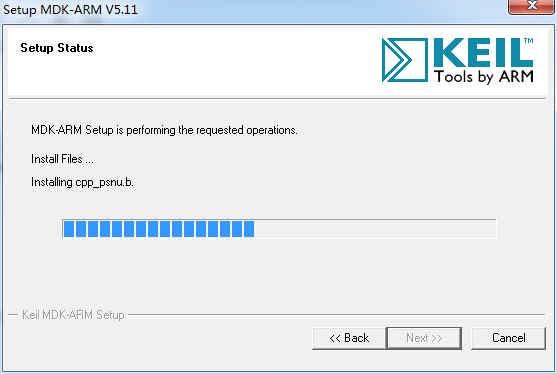 Setup MDK-ARM V5.11
Setup Status
KEIL™
Tools by ARM
MDK-ARM Setup is performing the requested operations.
Install Files ...
Installing cpp_psnu.b.
Keil MDK-ARM Setup
<< Back
Next >>
Cancel